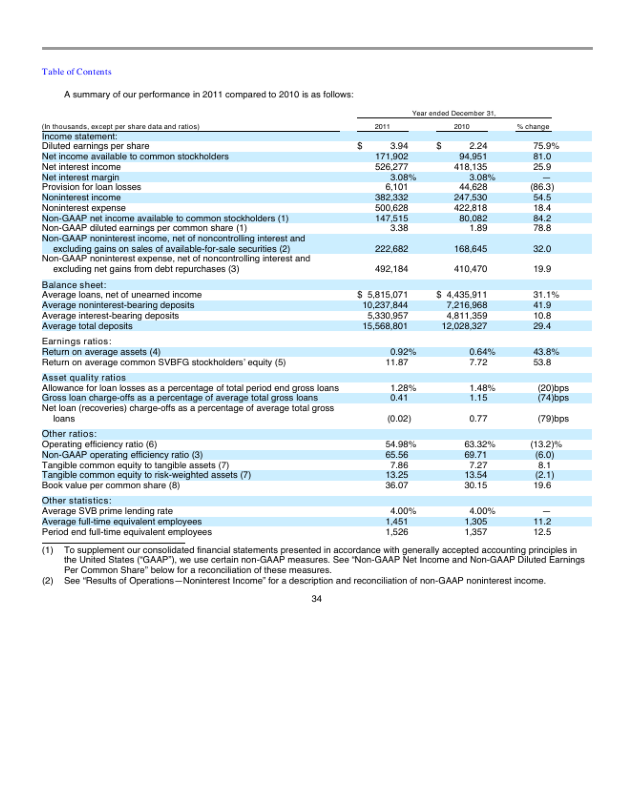 Table of Contents
A summary of our performance in 2011 compared to 2010 is as follows:
Year ended December 31,
(In thousands, except per share data and ratios) 2011 2010 % change
Income statement:
Diluted earnings per share $ 3.94 $ 2.24 75.9%
Net income available to common stockholders 171,902 94,951 81.0
Net interest income 526,277 418,135 25.9
Net interest margin 3.08% 3.08% —
Provision for loan losses 6,101 44,628 (86.3)
Noninterest income 382,332 247,530 54.5
Noninterest expense 500,628 422,818 18.4
Non-GAAP net income available to common stockholders (1) 147,515 80,082 84.2
Non-GAAP diluted earnings per common share (1) 3.38 1.89 78.8
Non-GAAP noninterest income, net of noncontrolling interest and
excluding gains on sales of available-for-sale securities (2) 222,682 168,645 32.0
Non-GAAP noninterest expense, net of noncontrolling interest and
excluding net gains from debt repurchases (3) 492,184 410,470 19.9
Balance sheet:
Average loans, net of unearned income $ 5,815,071 $ 4,435,911 31.1%
Average noninterest-bearing deposits 10,237,844 7,216,968 41.9
Average interest-bearing deposits 5,330,957 4,811,359 10.8
Average total deposits 15,568,801 12,028,327 29.4
Earnings ratios:
Return on average assets (4) 0.92% 0.64% 43.8%
Return on average common SVBFG stockholders' equity (5) 11.87 7.72 53.8
Asset quality ratios
Allowance for loan losses as a percentage of total period end gross loans 1.28% 1.48% (20)bps
Gross loan charge-offs as a percentage of average total gross loans 0.41 1.15 (74)bps
Net loan (recoveries) charge-offs as a percentage of average total gross
loans (0.02) 0.77 (79)bps
Other ratios:
Operating efficiency ratio (6) 54.98% 63.32% (13.2)%
Non-GAAP operating efficiency ratio (3) 65.56 69.71 (6.0)
Tangible common equity to tangible assets (7) 7.86 7.27 8.1
Tangible common equity to risk-weighted assets (7) 13.25 13.54 (2.1)
Book value per common share (8) 36.07 30.15 19.6
Other statistics:
Average SVB prime lending rate 4.00% 4.00% —
Average full-time equivalent employees 1,451 1,305 11.2
Period end full-time equivalent employees 1,526 1,357 12.5
(1) To supplement our consolidated financial statements presented in accordance with generally accepted accounting principles in
the United States ("GAAP"), we use certain non-GAAP measures. See "Non-GAAP Net Income and Non-GAAP Diluted Earnings
Per Common Share" below for a reconciliation of these measures.
(2) See "Results of Operations—Noninterest Income" for a description and reconciliation of non-GAAP noninterest income.
34